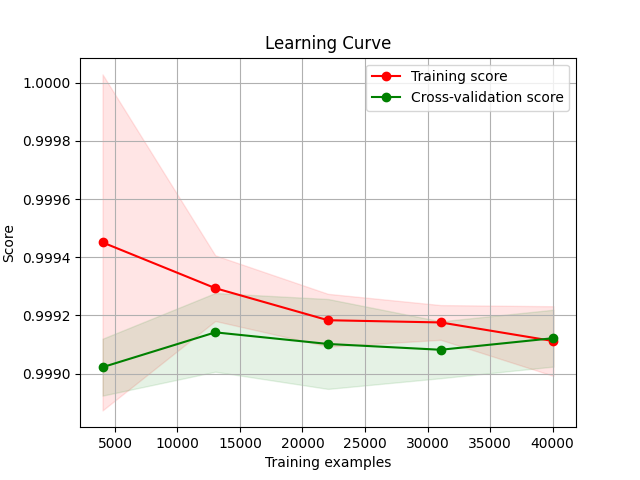 Learning Curve
Training score
Cross-validation score
1.0000
0.9998
0.9996
0.9994
0.9992
0.9990
Score
5000 10000 15000 20000 25000 30000 35000 40000
Training examples